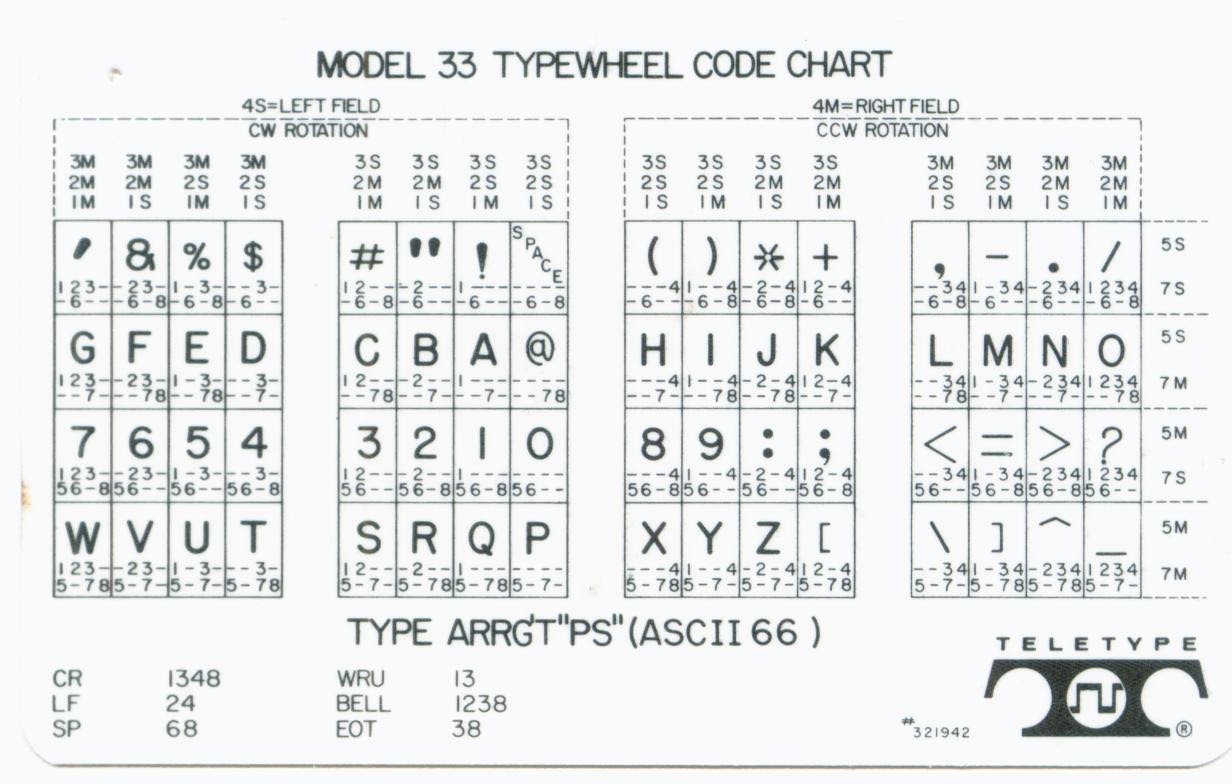 MODEL 33 TYPEWHEEL CODE CHART
4S=LEFT FIELD 4M=RIGHT FIELD
CW ROTATION CCW ROTATION
3M 3M 3M 3M 3S 3S 3S 3S 3S 3S 3S 3S 3M 3M 3M 3M
2M 2M 2S 2S 2M 2M 2S 2S 2S 2S 2M 2M 2S 2S 2M 2M
1M 1S 1M 1S 1M 1S 1M 1S 1S 1M 1S 1M 1S 1M 1S 1M
' & % $ # " ! SPACE ( ) * + , - . / 5S
123- -23- 1-3- --3- 12-- -2-- 1--- ---- ---4 1--4 -2-4 12-4 --34 1-34 -234 1234
-6-- -6-8 -6-8 -6-- -6-8 -6-- -6-- -6-8 -6-- -6-8 -6-8 -6-- -6-8 -6-- -6-- -6-8 7S
G F E D C B A @ H I J K L M N O 5S
123- -23- 1-3- --3- 12-- -2-- 1--- ---- ---4 1--4 -2-4 12-4 --34 1-34 -234 1234
--7- --78 --78 --7- --78 --7- --7- --78 --7- --78 --78 --7- --78 --7- --7- --78 7M
7 6 5 4 3 2 1 0 8 9 : ; < = > ? 5M
123- -23- 1-3- --3- 12-- -2-- 1--- ---- ---4 1--4 -2-4 12-4 --34 1-34 -234 1234
56-8 56-- 56-- 56-8 56-- 56-8 56-8 56-- 56-8 56-- 56-- 56-8 56-- 56-8 56-8 56-- 7S
W V U T S R Q P X Y Z [ \ ] ^ _ 5M
123- -23- 1-3- --3- 12-- -2-- 1--- ---- ---4 1--4 -2-4 12-4 --34 1-34 -234 1234
5-78 5-7- 5-7- 5-78 5-7- 5-78 5-78 5-7- 5-78 5-7- 5-7- 5-78 5-7- 5-78 5-78 5-7- 7M
TYPE ARRG'T"PS"(ASCII 66 )
TELETYPE
CR 1348 WRU 13
LF 24 BELL 1238
SP 68 EOT 38
#321942 ®